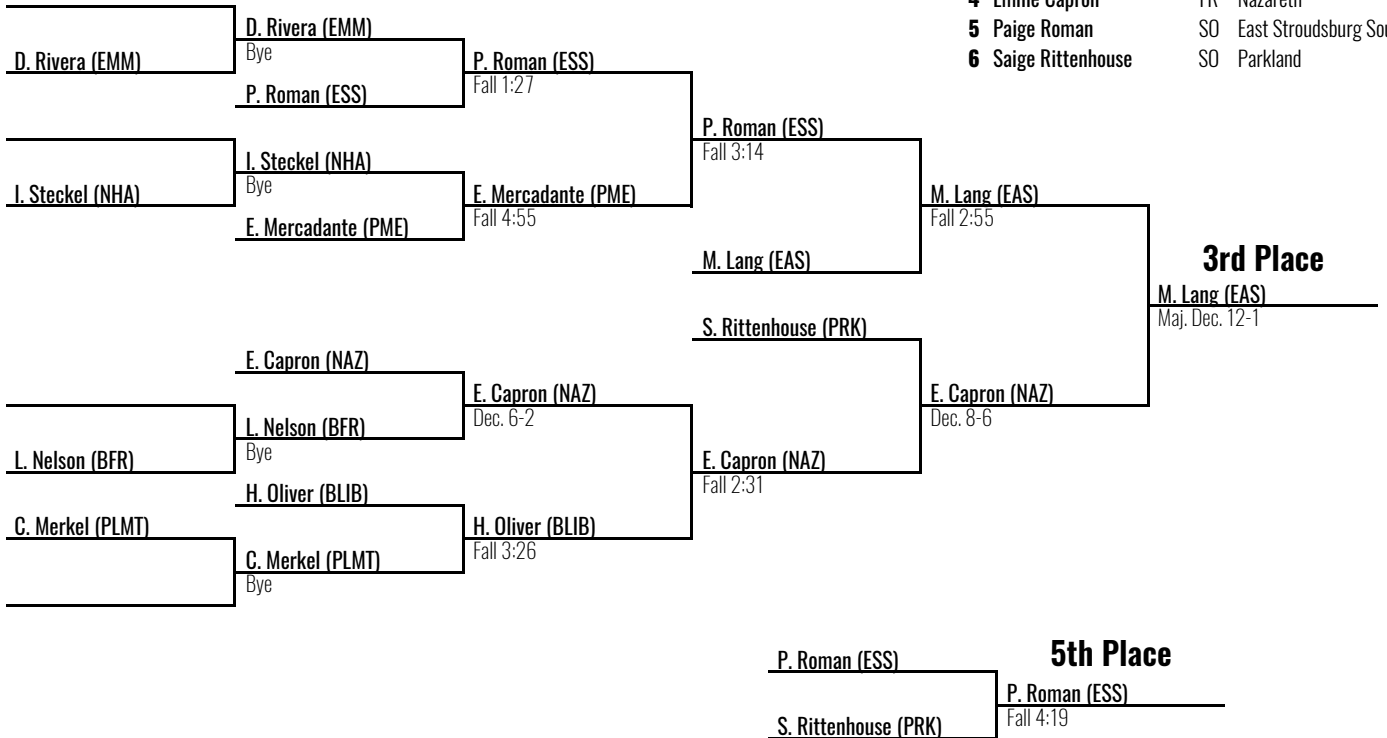 4 Emme Capron FR Nazareth
5 Paige Roman SO East Stroudsburg Sou
6 Saige Rittenhouse SO Parkland
D. Rivera (EMM)
I. Steckel (NHA)
L. Nelson (BFR)
C. Merkel (PLMT)
D. Rivera (EMM)
Bye
P. Roman (ESS)
I. Steckel (NHA)
Bye
E. Mercadante (PME)
E. Capron (NAZ)
L. Nelson (BFR)
Bye
H. Oliver (BLIB)
C. Merkel (PLMT)
Bye
P. Roman (ESS)
Fall 1:27
E. Mercadante (PME)
Fall 4:55
E. Capron (NAZ)
Dec. 6-2
H. Oliver (BLIB)
Fall 3:26
P. Roman (ESS)
Fall 3:14
M. Lang (EAS)
S. Rittenhouse (PRK)
E. Capron (NAZ)
Fall 2:31
M. Lang (EAS)
Fall 2:55
E. Capron (NAZ)
Dec. 8-6
3rd Place
M. Lang (EAS)
Maj. Dec. 12-1
5th Place
P. Roman (ESS)
S. Rittenhouse (PRK)
P. Roman (ESS)
Fall 4:19